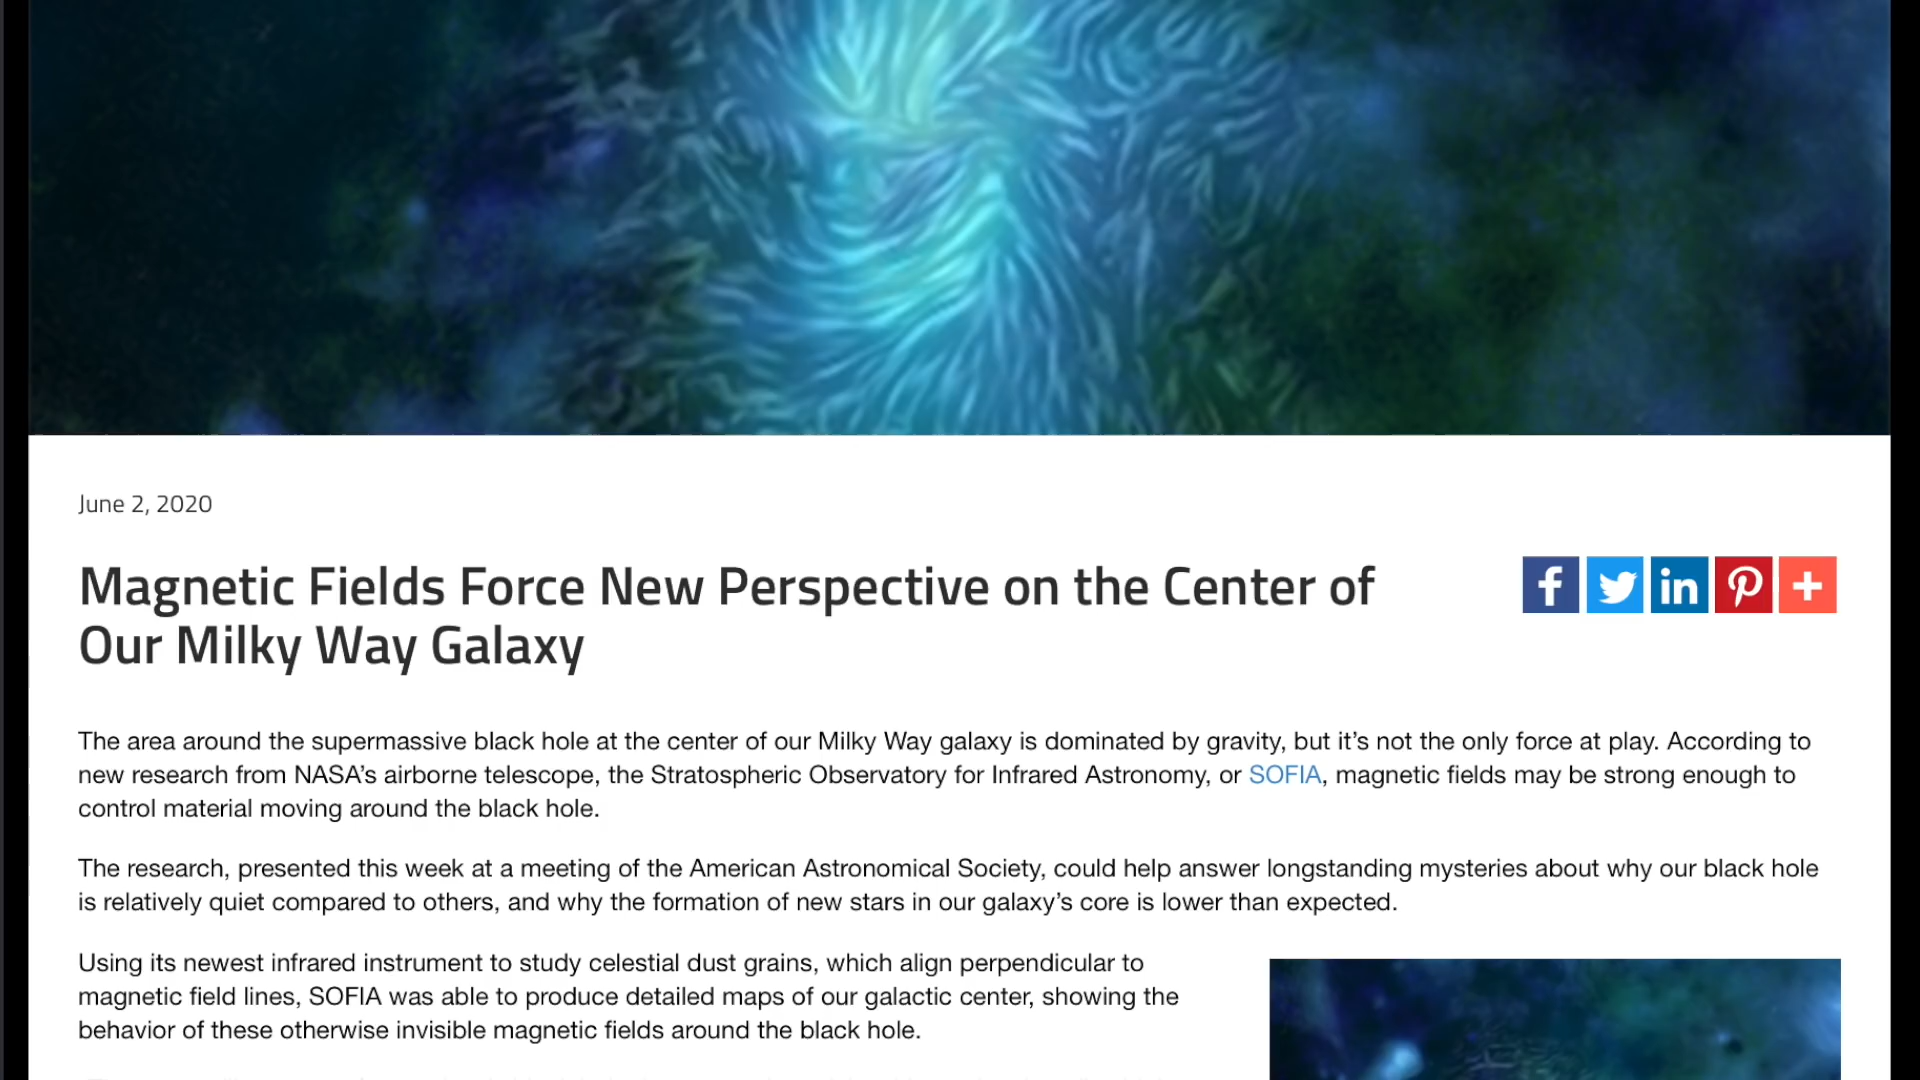 June 2, 2020
Magnetic Fields Force New Perspective on the Center of
Our Milky Way Galaxy
The area around the supermassive black hole at the center of our Milky Way galaxy is dominated by gravity, but it’s not the only force at play. According to
new research from NASA’s airborne telescope, the Stratospheric Observatory for Infrared Astronomy, or SOFIA, magnetic fields may be strong enough to
control material moving around the black hole.
The research, presented this week at a meeting of the American Astronomical Society, could help answer longstanding mysteries about why our black hole
is relatively quiet compared to others, and why the formation of new stars in our galaxy’s core is lower than expected.
Using its newest infrared instrument to study celestial dust grains, which align perpendicular to
magnetic field lines, SOFIA was able to produce detailed maps of our galactic center, showing the
behavior of these otherwise invisible magnetic fields around the black hole.